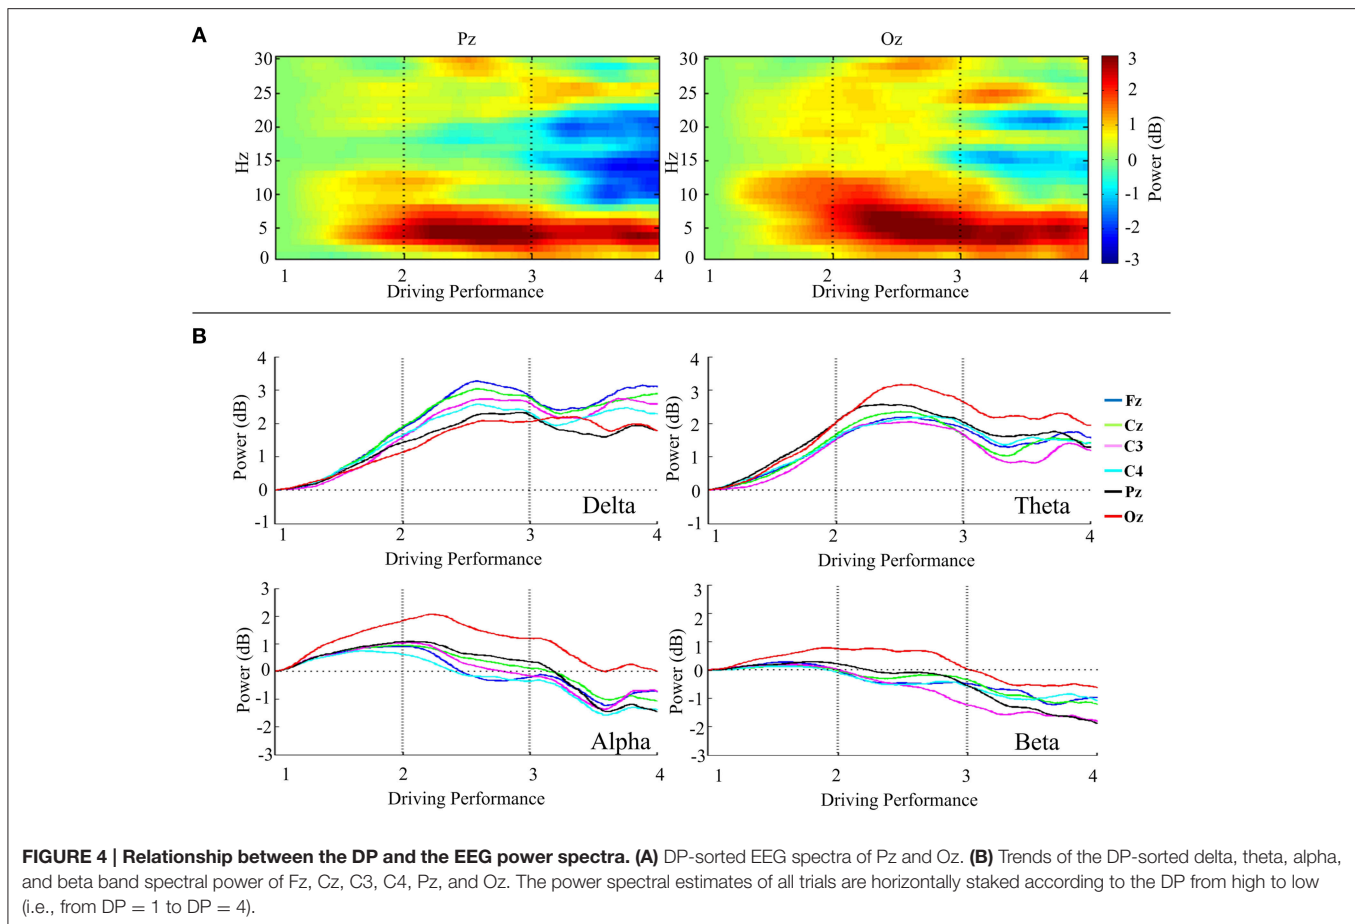 A
Pz
Oz
30
25
20
15
10
5
0
Hz
1 2 3 4
Driving Performance
30
25
20
15
10
5
0
Hz
1 2 3 4
Driving Performance
3
2
1
0
-1
-2
-3
Power (dB)
B
4
3
2
1
0
-1
Power (dB)
Delta
1 2 3 4
Driving Performance
4
3
2
1
0
-1
Power (dB)
Theta
1 2 3 4
Driving Performance
Fz
Cz
C3
C4
Pz
Oz
3
2
1
0
-1
-2
-3
Power (dB)
Alpha
1 2 3 4
Driving Performance
3
2
1
0
-1
-2
-3
Power (dB)
Beta
1 2 3 4
Driving Performance
FIGURE 4 | Relationship between the DP and the EEG power spectra. (A) DP-sorted EEG spectra of Pz and Oz. (B) Trends of the DP-sorted delta, theta, alpha,
and beta band spectral power of Fz, Cz, C3, C4, Pz, and Oz. The power spectral estimates of all trials are horizontally staked according to the DP from high to low
(i.e., from DP = 1 to DP = 4).